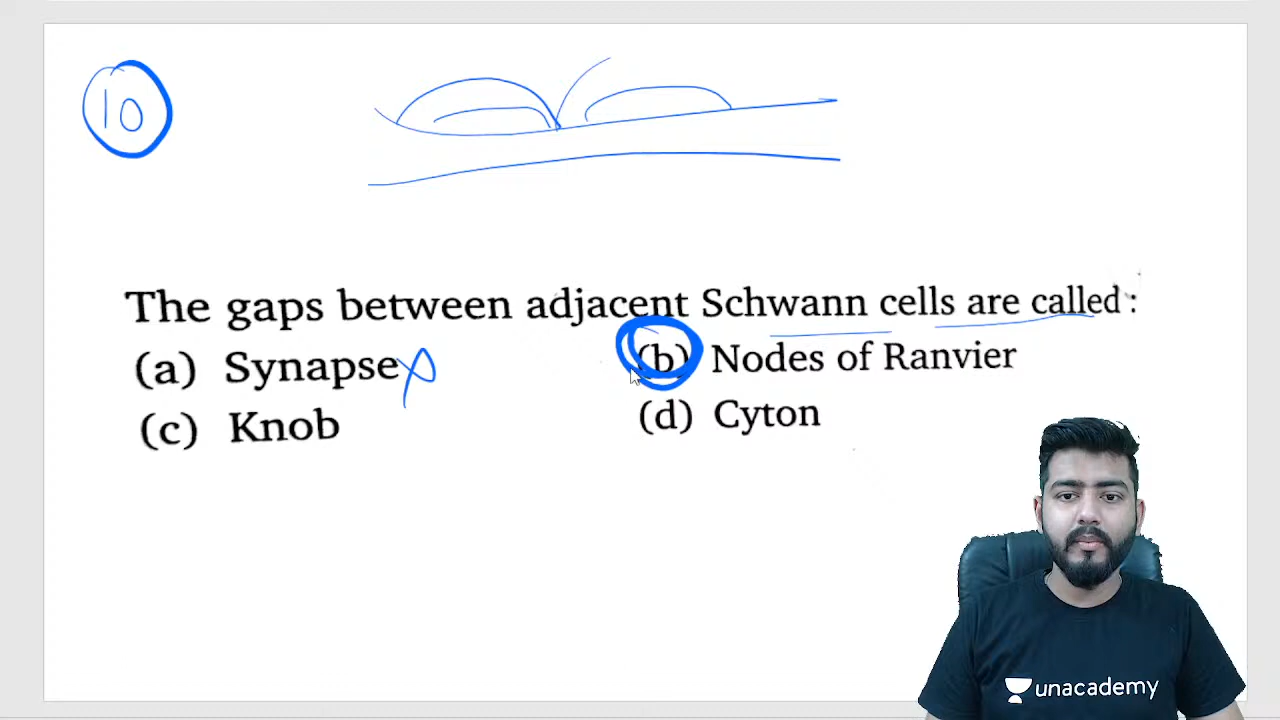 10
The gaps between adjacent Schwann cells are called :
(a) Synapse
(b) Nodes of Ranvier
(c) Knob
(d) Cyton
unacademy